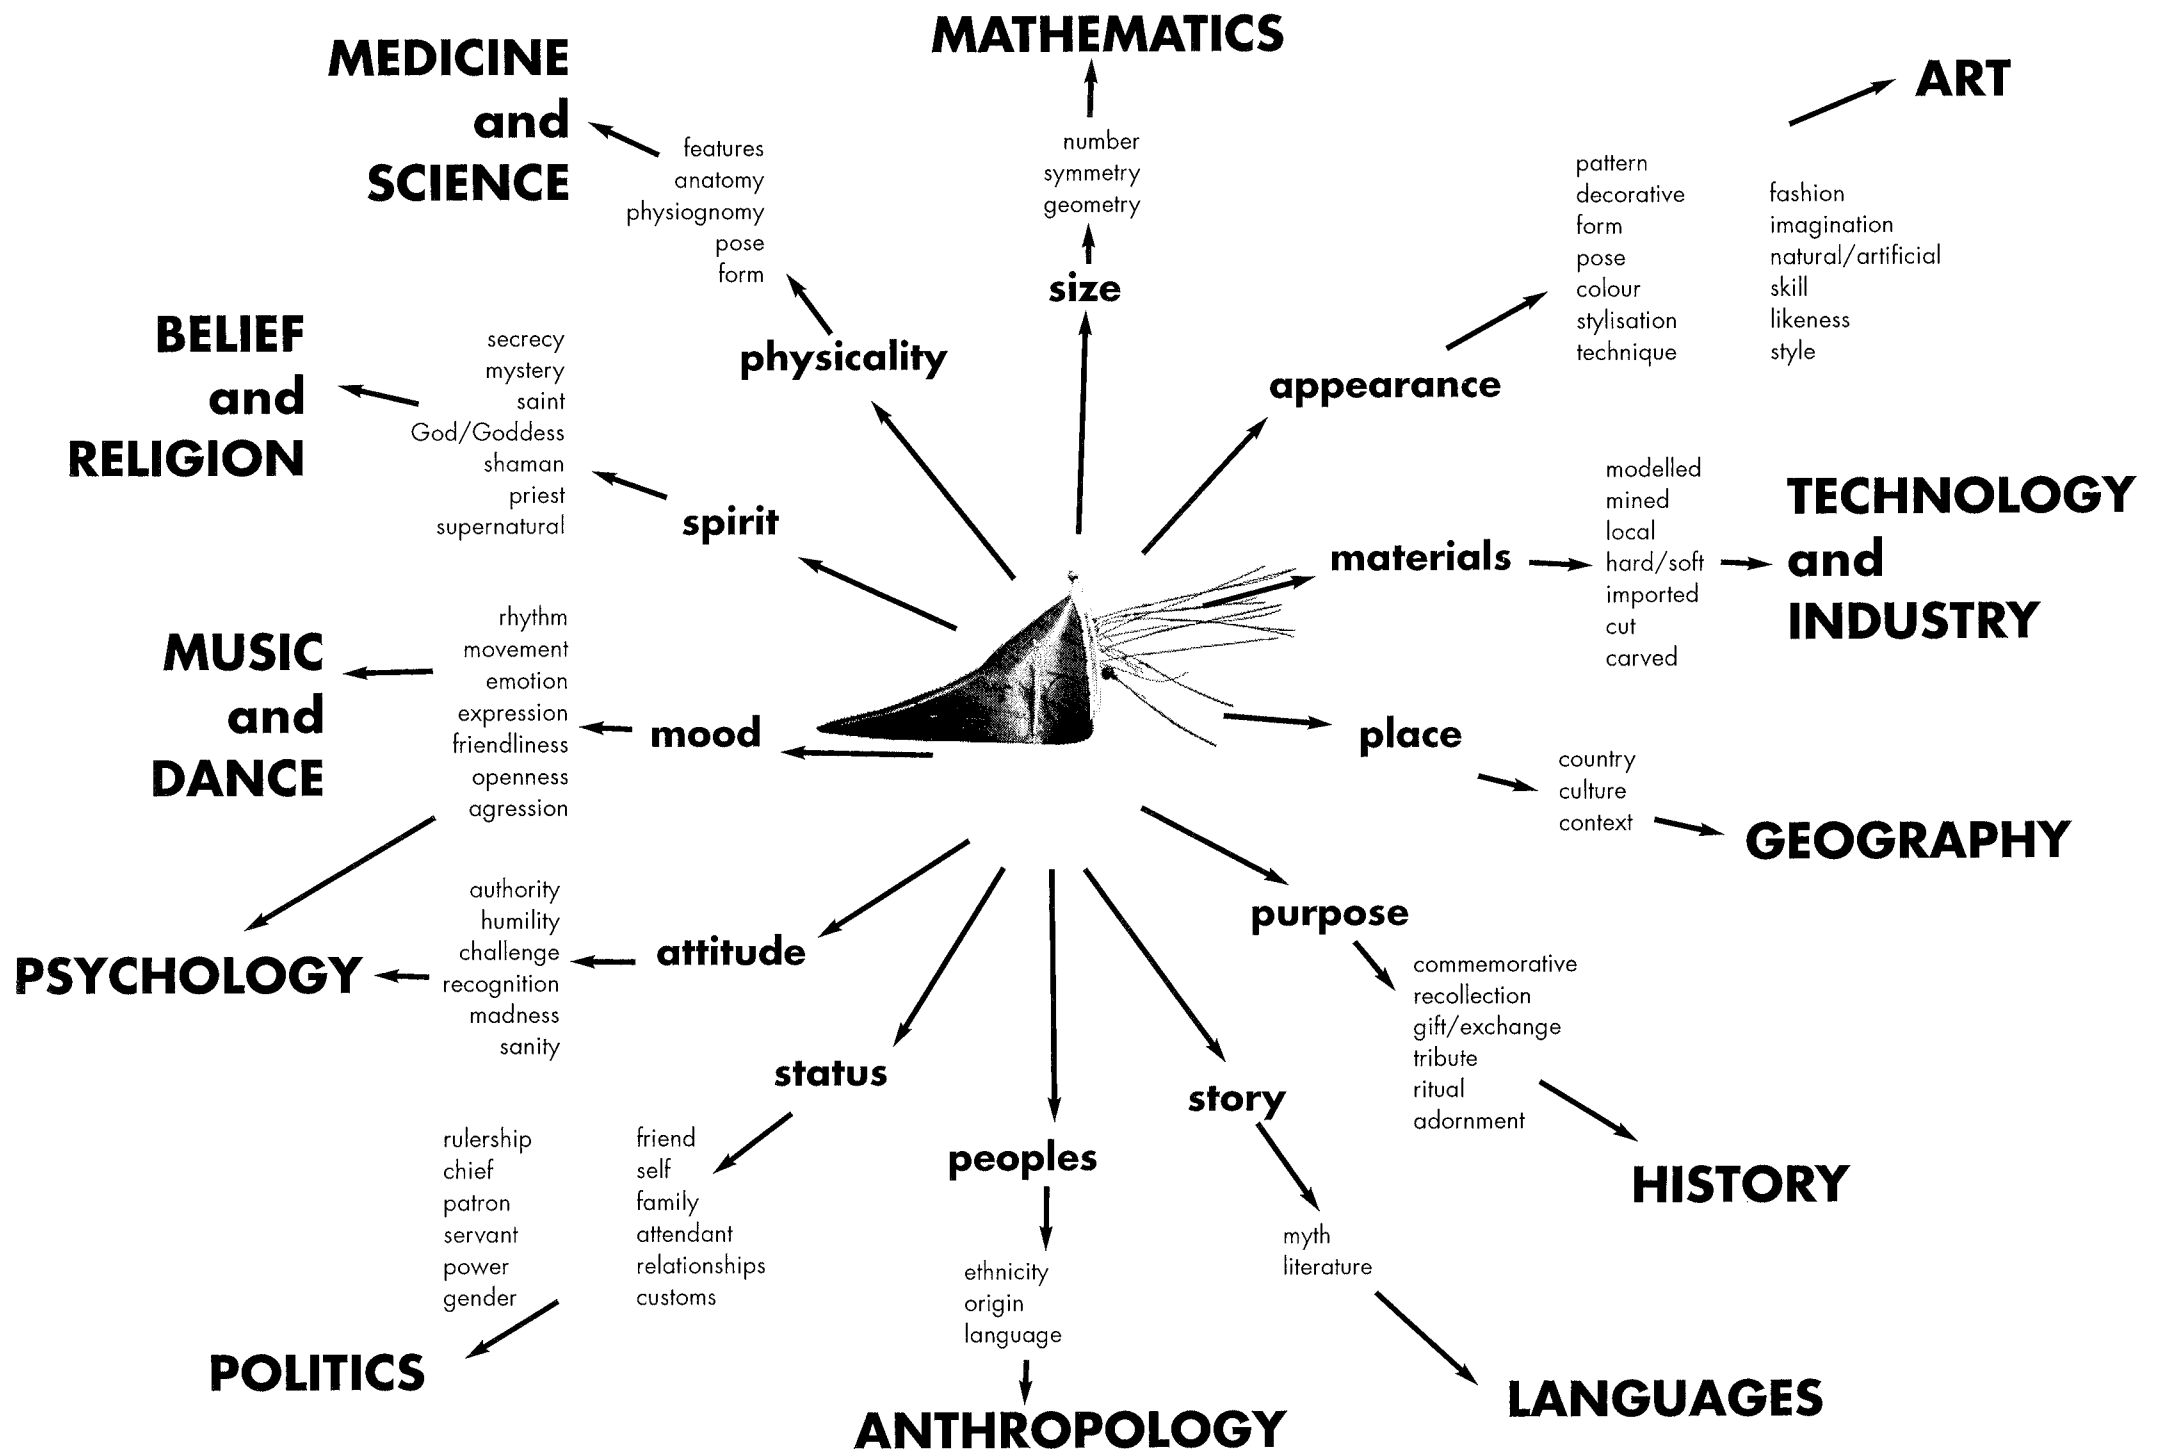 MATHEMATICS
number
symmetry
geometry
size
ART
pattern
decorative
form
pose
colour
stylisation
technique
fashion
imagination
natural/artificial
skill
likeness
style
appearance
TECHNOLOGY
and
INDUSTRY
modelled
mined
local
hard/soft
imported
cut
carved
materials
place
country
culture
context
GEOGRAPHY
purpose
commemorative
recollection
gift/exchange
tribute
ritual
adornment
HISTORY
story
myth
literature
LANGUAGES
peoples
ethnicity
origin
language
ANTHROPOLOGY
status
rulership
chief
patron
servant
power
gender
friend
self
family
attendant
relationships
customs
POLITICS
attitude
authority
humility
challenge
recognition
madness
sanity
PSYCHOLOGY
mood
rhythm
movement
emotion
expression
friendliness
openness
agression
MUSIC
and
DANCE
spirit
secrecy
mystery
saint
God/Goddess
shaman
priest
supernatural
BELIEF
and
RELIGION
physicality
features
anatomy
physiognomy
pose
form
MEDICINE
and
SCIENCE